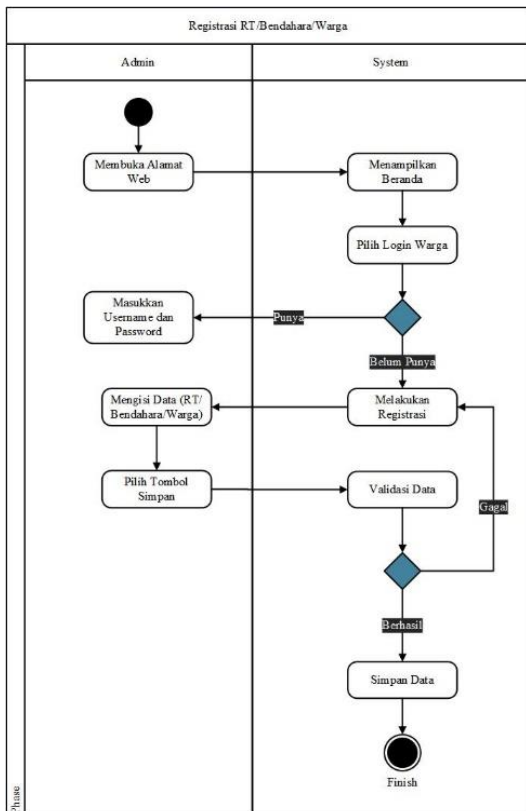 Registrasi RT/Bendahara/Warga
Admin
System
Membuka Alamat
Web
Menampilkan
Beranda
Pilih Login Warga
Masukkan
Username dan
Password
Punya
Belum Punya
Mengisi Data (RT/
Bendahara/Warga)
Melakukan
Registrasi
Pilih Tombol
Simpan
Validasi Data
Gagal
Berhasil
Simpan Data
Finish
Phase